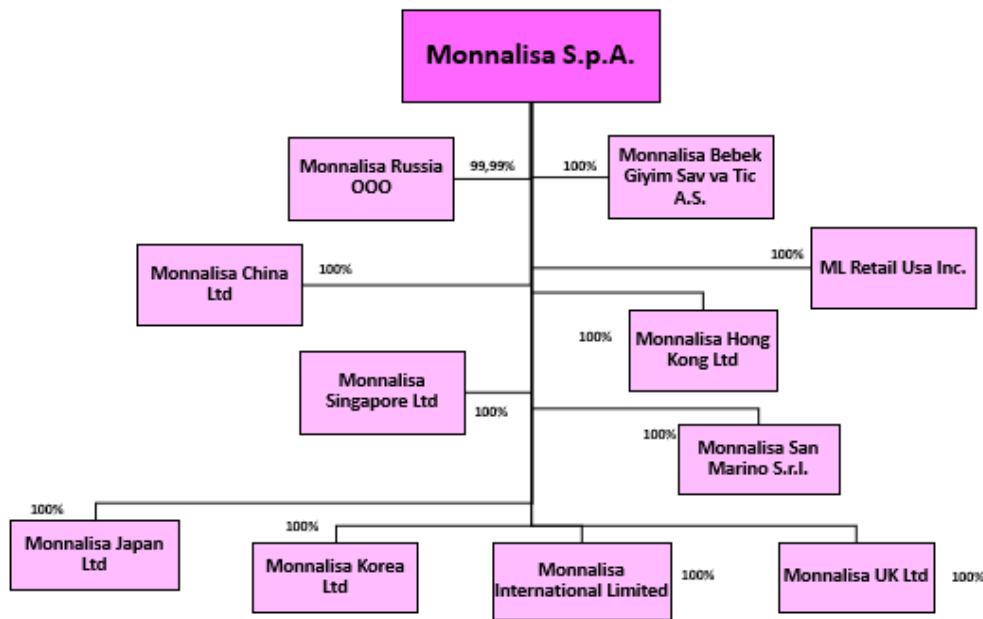 Monnalisa S.p.A.
Monnalisa Russia
OOO
99,99%
100%
Monnalisa Bebek
Giyim Sav va Tic
A.S.
Monnalisa China
Ltd
100%
100%
ML Retail Usa Inc.
100%
Monnalisa Hong
Kong Ltd
Monnalisa
Singapore Ltd
100%
100%
Monnalisa San
Marino S.r.l.
100%
Monnalisa Japan
Ltd
100%
Monnalisa Korea
Ltd
Monnalisa
International Limited
100%
Monnalisa UK Ltd
100%